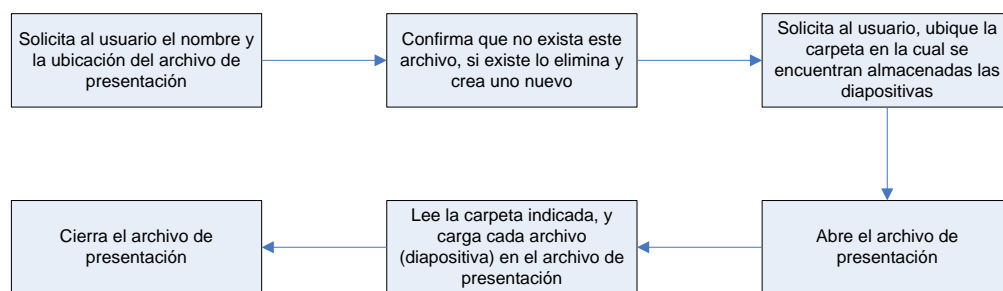 Solicita al usuario el nombre y
la ubicación del archivo de
presentación
Confirma que no exista este
archivo, si existe lo elimina y
crea uno nuevo
Solicita al usuario, ubique la
carpeta en la cual se
encuentran almacenadas las
diapositivas
Abre el archivo de
presentación
Lee la carpeta indicada, y
carga cada archivo
(diapositiva) en el archivo de
presentación
Cierra el archivo de
presentación